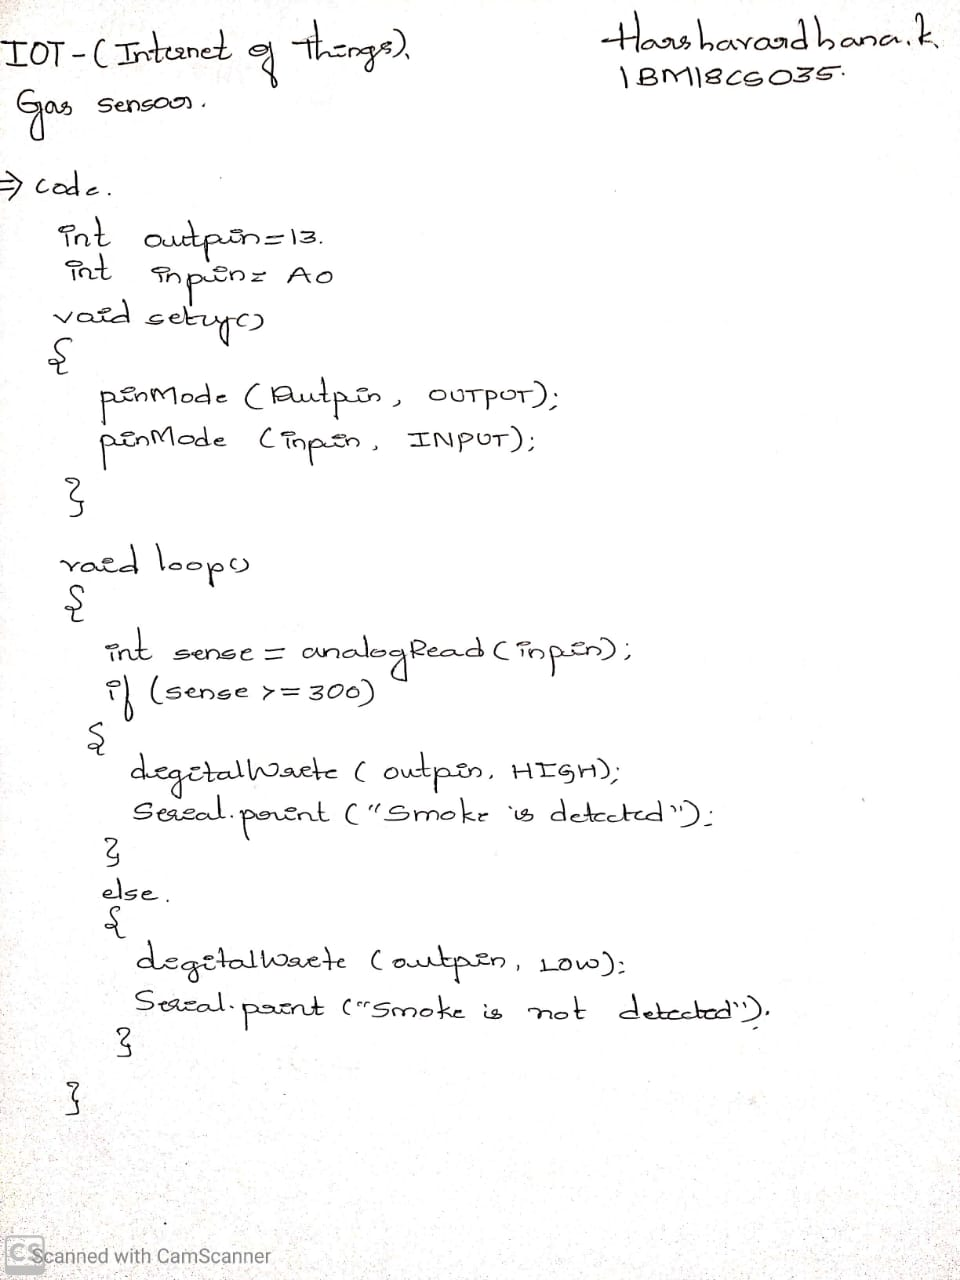 IOT - (Internet of things).
Harshavardhana.k.
1BM18CS035.
Gas sensor.
⇒ code.
int outpin=13.
int inpin= A0
void setup()
{
pinMode (outpin, OUTPUT);
pinMode (inpin, INPUT);
}
void loop()
{
int sense = analogRead (inpin);
if (sense >= 300)
{
digitalWrite (outpin, HIGH);
Serial.print ("Smoke is detected");
}
else.
{
digitalWrite (outpin, LOW);
Serial.print ("Smoke is not detected").
}
}
CS Scanned with CamScanner